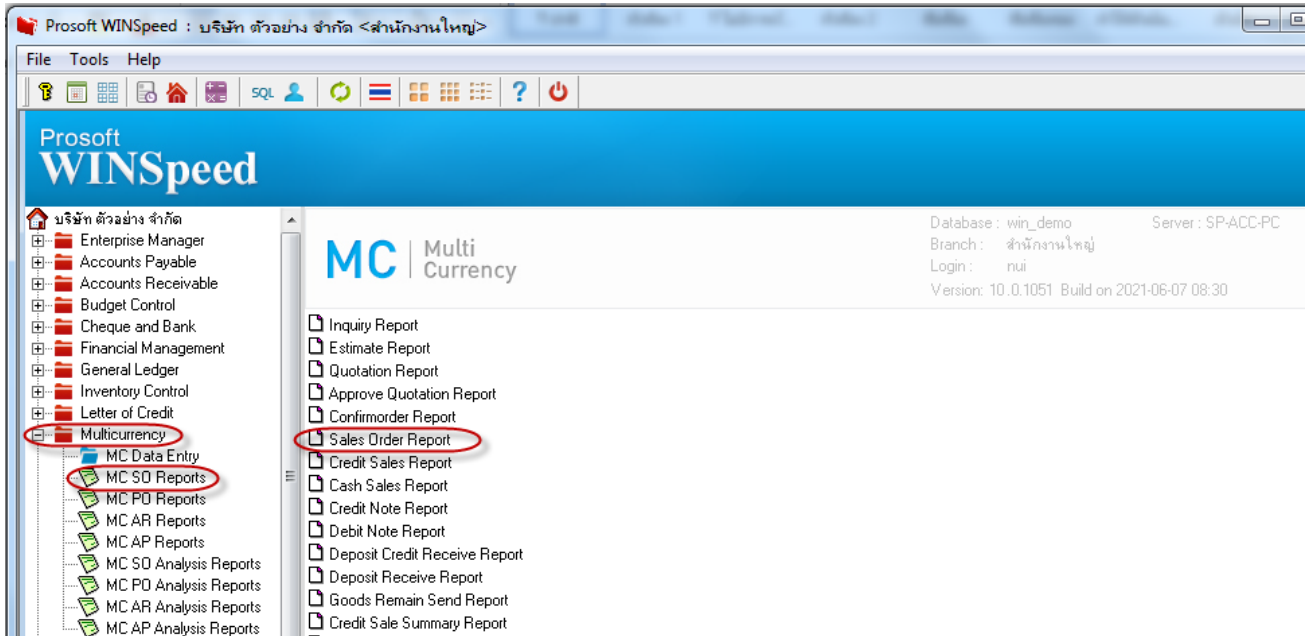 Prosoft WINSpeed : บริษัท ตัวอย่าง จำกัด <สำนักงานใหญ่>
File Tools Help
SQL
Prosoft
WINSpeed
บริษัท ตัวอย่าง จำกัด
Enterprise Manager
Accounts Payable
Accounts Receivable
Budget Control
Cheque and Bank
Financial Management
General Ledger
Inventory Control
Letter of Credit
Multicurrency
MC Data Entry
MC SO Reports
MC PO Reports
MC AR Reports
MC AP Reports
MC SO Analysis Reports
MC PO Analysis Reports
MC AR Analysis Reports
MC AP Analysis Reports
MC Multi
Currency
Database : win_demo Server : SP-ACC-PC
Branch : สำนักงานใหญ่
Login : nui
Version: 10.0.1051 Build on 2021-06-07 08:30
Inquiry Report
Estimate Report
Quotation Report
Approve Quotation Report
Confirmorder Report
Sales Order Report
Credit Sales Report
Cash Sales Report
Credit Note Report
Debit Note Report
Deposit Credit Receive Report
Deposit Receive Report
Goods Remain Send Report
Credit Sale Summary Report